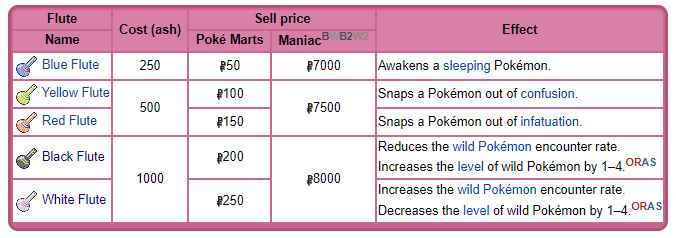 Flute Cost (ash) Sell price Effect
Name Poké Marts Maniac BWB2W2
Blue Flute 250 ₽50 ₽7000 Awakens a sleeping Pokémon.
Yellow Flute 500 ₽100 ₽7500 Snaps a Pokémon out of confusion.
Red Flute ₽150 Snaps a Pokémon out of infatuation.
Black Flute 1000 ₽200 ₽8000 Reduces the wild Pokémon encounter rate.
Increases the level of wild Pokémon by 1–4.ORAS
White Flute ₽250 Increases the wild Pokémon encounter rate.
Decreases the level of wild Pokémon by 1–4.ORAS